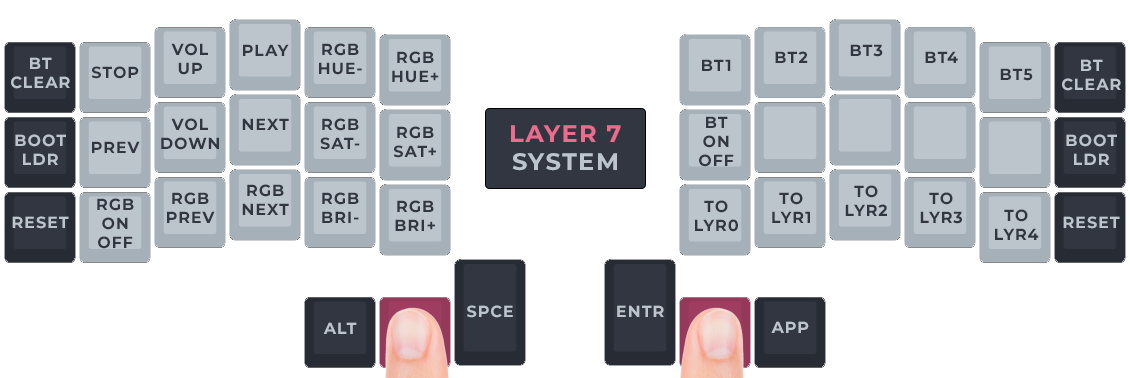 BT
CLEAR
STOP
VOL
UP
PLAY
RGB
HUE-
RGB
HUE+
BT1
BT2
BT3
BT4
BT5
BT
CLEAR
BOOT
LDR
PREV
VOL
DOWN
NEXT
RGB
SAT-
RGB
SAT+
LAYER 7
SYSTEM
BT
ON
OFF
BOOT
LDR
RESET
RGB
ON
OFF
RGB
PREV
RGB
NEXT
RGB
BRI-
RGB
BRI+
TO
LYR0
TO
LYR1
TO
LYR2
TO
LYR3
TO
LYR4
RESET
ALT
SPCE
ENTR
APP